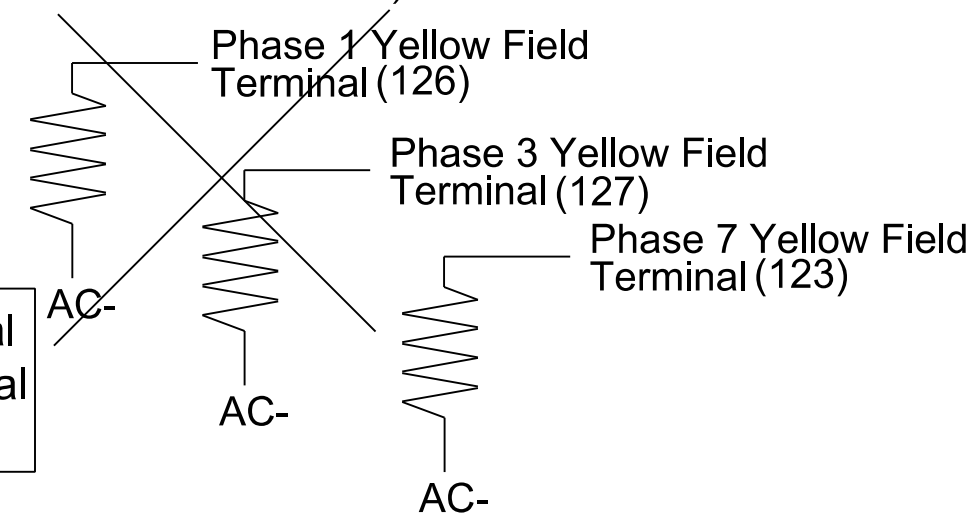 Phase 1 Yellow Field
Terminal (126)
Phase 3 Yellow Field
Terminal (127)
Phase 7 Yellow Field
Terminal (123)
AC-
AC-
AC-